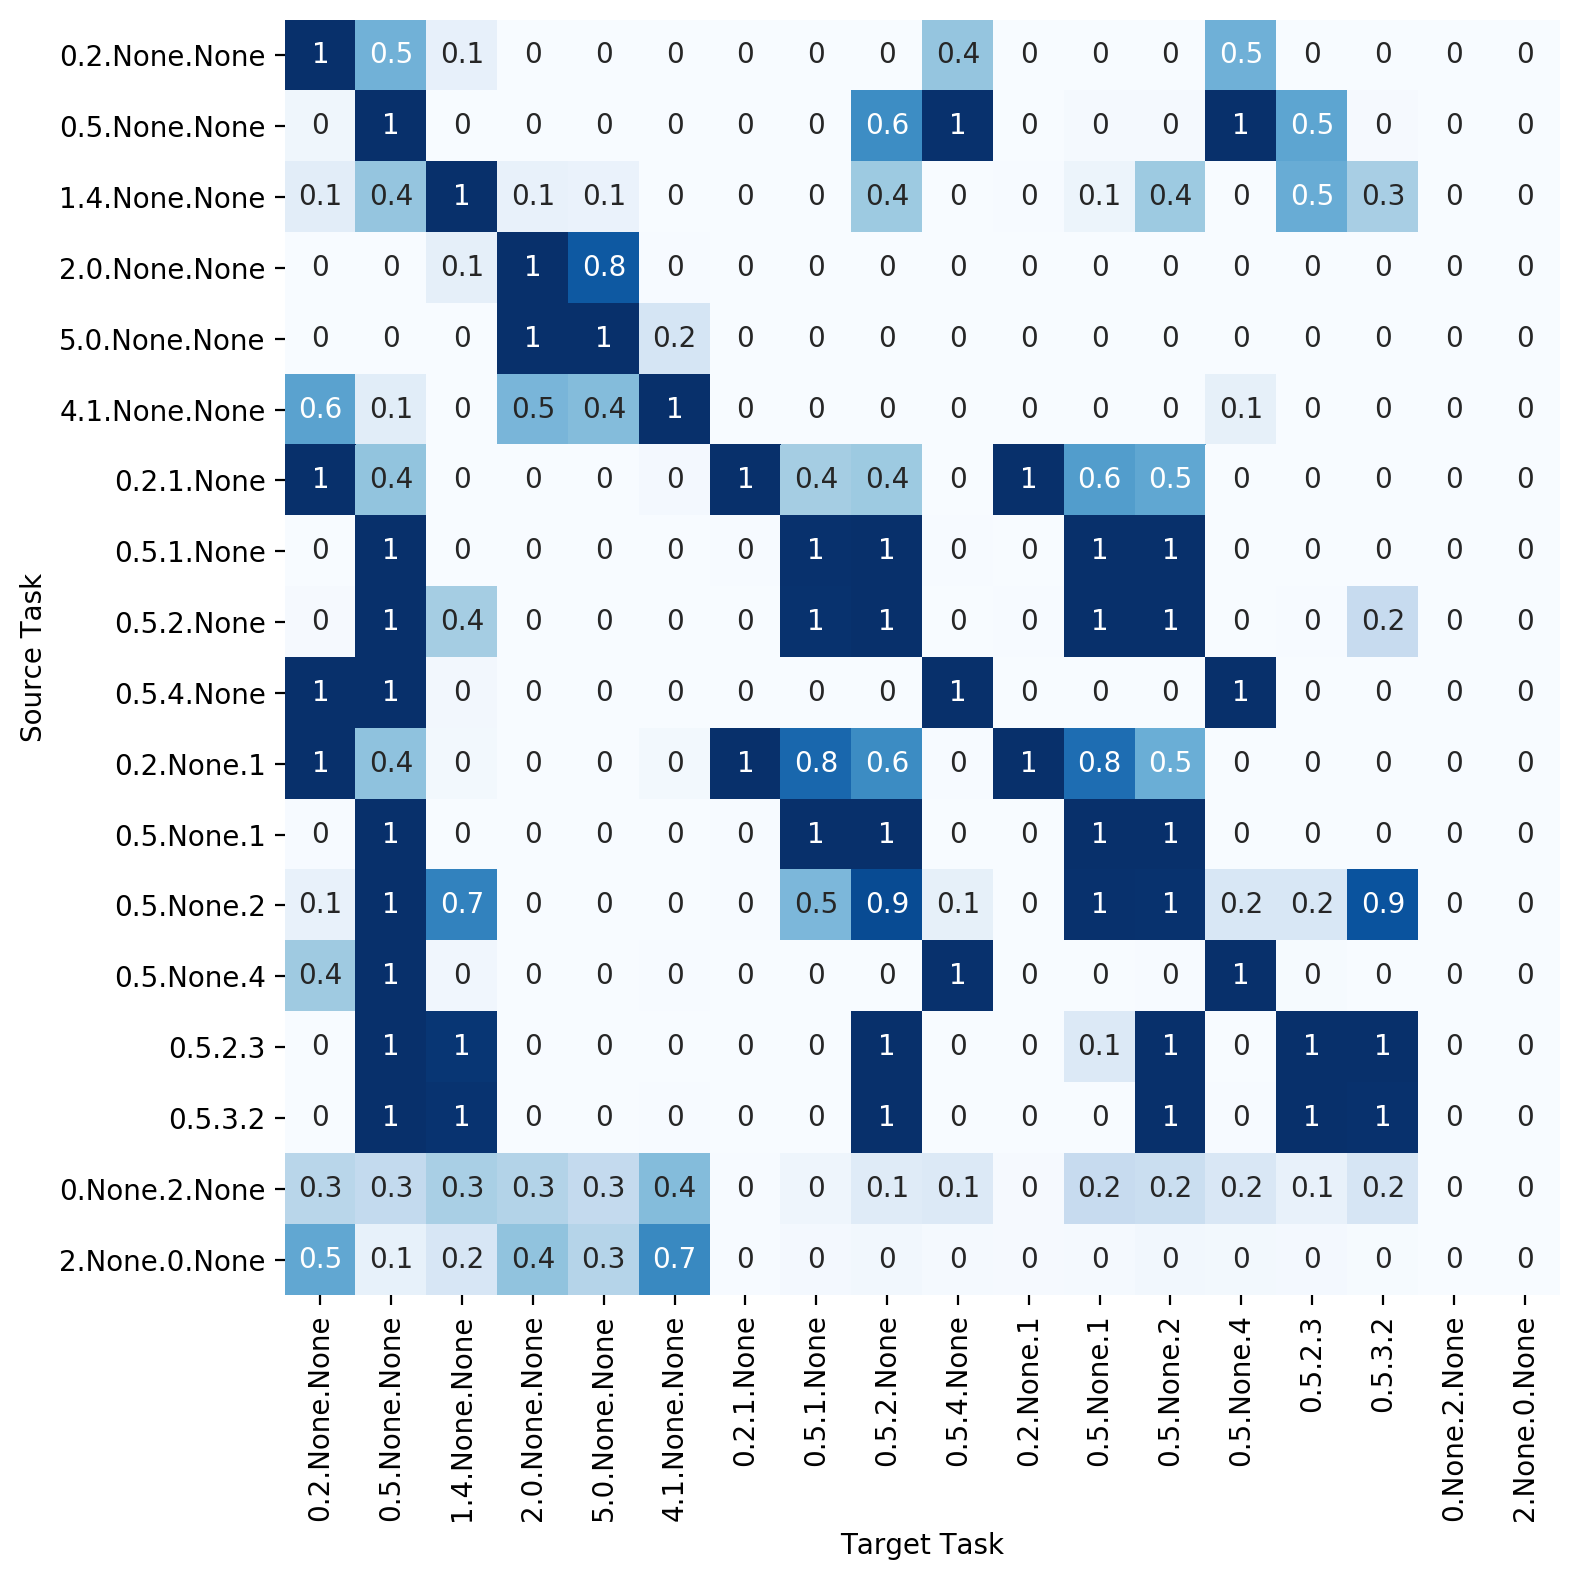 0.2.None.None 1 0.5 0.1 0 0 0 0 0 0 0.4 0 0 0 0.5 0 0 0 0
0.5.None.None 0 1 0 0 0 0 0 0 0.6 1 0 0 0 1 0.5 0 0 0
1.4.None.None 0.1 0.4 1 0.1 0.1 0 0 0 0.4 0 0 0.1 0.4 0 0.5 0.3 0 0
2.0.None.None 0 0 0.1 1 0.8 0 0 0 0 0 0 0 0 0 0 0 0 0
5.0.None.None 0 0 0 1 1 0.2 0 0 0 0 0 0 0 0 0 0 0 0
4.1.None.None 0.6 0.1 0 0.5 0.4 1 0 0 0 0 0 0 0 0.1 0 0 0 0
0.2.1.None 1 0.4 0 0 0 0 1 0.4 0.4 0 1 0.6 0.5 0 0 0 0 0
0.5.1.None 0 1 0 0 0 0 0 1 1 0 0 1 1 0 0 0 0 0
0.5.2.None 0 1 0.4 0 0 0 0 1 1 0 0 1 1 0 0 0.2 0 0
0.5.4.None 1 1 0 0 0 0 0 0 0 1 0 0 0 1 0 0 0 0
0.2.None.1 1 0.4 0 0 0 0 1 0.8 0.6 0 1 0.8 0.5 0 0 0 0 0
0.5.None.1 0 1 0 0 0 0 0 1 1 0 0 1 1 0 0 0 0 0
0.5.None.2 0.1 1 0.7 0 0 0 0 0.5 0.9 0.1 0 1 1 0.2 0.2 0.9 0 0
0.5.None.4 0.4 1 0 0 0 0 0 0 0 1 0 0 0 1 0 0 0 0
0.5.2.3 0 1 1 0 0 0 0 0 1 0 0 0.1 1 0 1 1 0 0
0.5.3.2 0 1 1 0 0 0 0 0 1 0 0 0 1 0 1 1 0 0
0.None.2.None 0.3 0.3 0.3 0.3 0.3 0.4 0 0 0.1 0.1 0 0.2 0.2 0.2 0.1 0.2 0 0
2.None.0.None 0.5 0.1 0.2 0.4 0.3 0.7 0 0 0 0 0 0 0 0 0 0 0 0
Source Task
0.2.None.None
0.5.None.None
1.4.None.None
2.0.None.None
5.0.None.None
4.1.None.None
0.2.1.None
0.5.1.None
0.5.2.None
0.5.4.None
0.2.None.1
0.5.None.1
0.5.None.2
0.5.None.4
0.5.2.3
0.5.3.2
0.None.2.None
2.None.0.None
Target Task